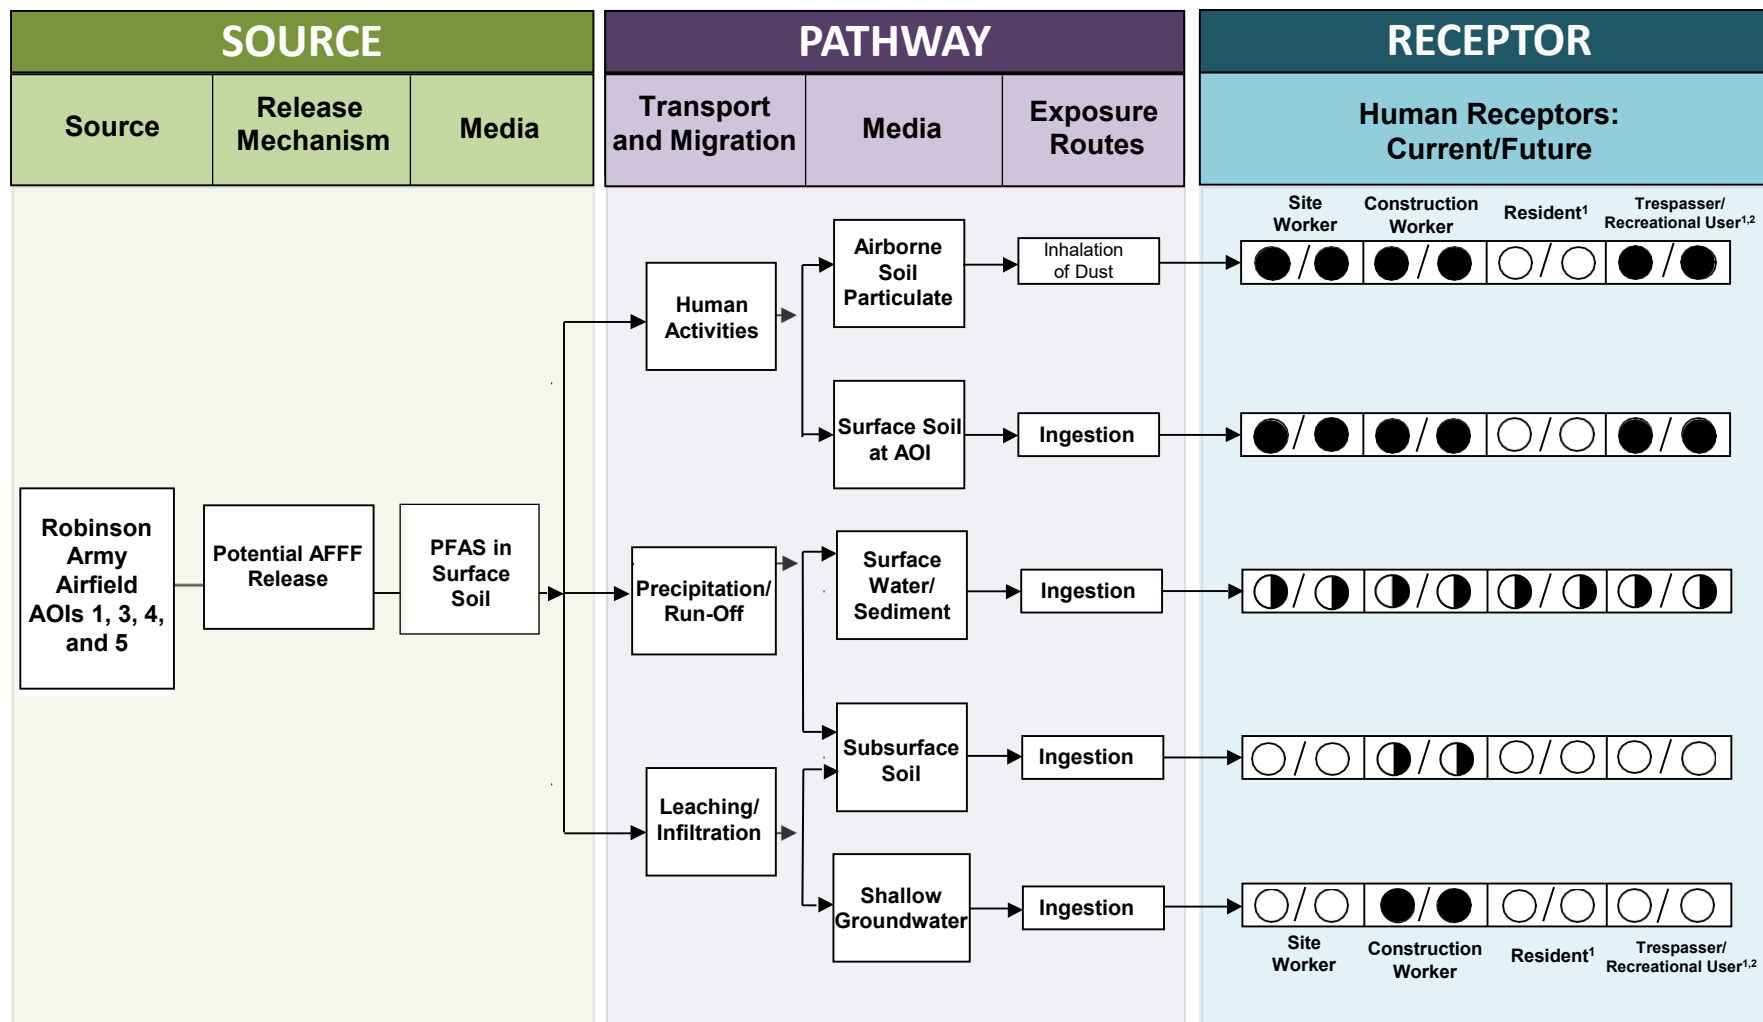 SOURCE
PATHWAY
RECEPTOR
Source
Release
Mechanism
Media
Transport
and Migration
Media
Exposure
Routes
Human Receptors:
Current/Future
Site
Worker
Construction
Worker
Resident¹
Trespasser/
Recreational User¹,²
Airborne
Soil
Particulate
Inhalation
of Dust
Human
Activities
Surface Soil
at AOI
Ingestion
Robinson
Army
Airfield
AOIs 1, 3, 4,
and 5
Potential AFFF
Release
PFAS in
Surface
Soil
Precipitation/
Run-Off
Surface
Water/
Sediment
Ingestion
Subsurface
Soil
Ingestion
Leaching/
Infiltration
Shallow
Groundwater
Ingestion
Site
Worker
Construction
Worker
Resident¹
Trespasser/
Recreational User¹,²